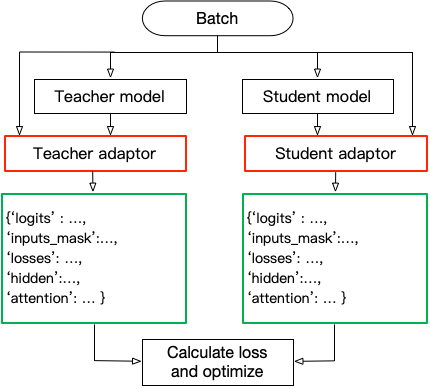 Batch
Teacher model
Student model
Teacher adaptor
Student adaptor
{‘logits’ : …,
‘inputs_mask’:…,
‘losses’: …,
‘hidden’:…,
‘attention’: … }
{‘logits’ : …,
‘inputs_mask’:…,
‘losses’: …,
‘hidden’:…,
‘attention’: … }
Calculate loss
and optimize